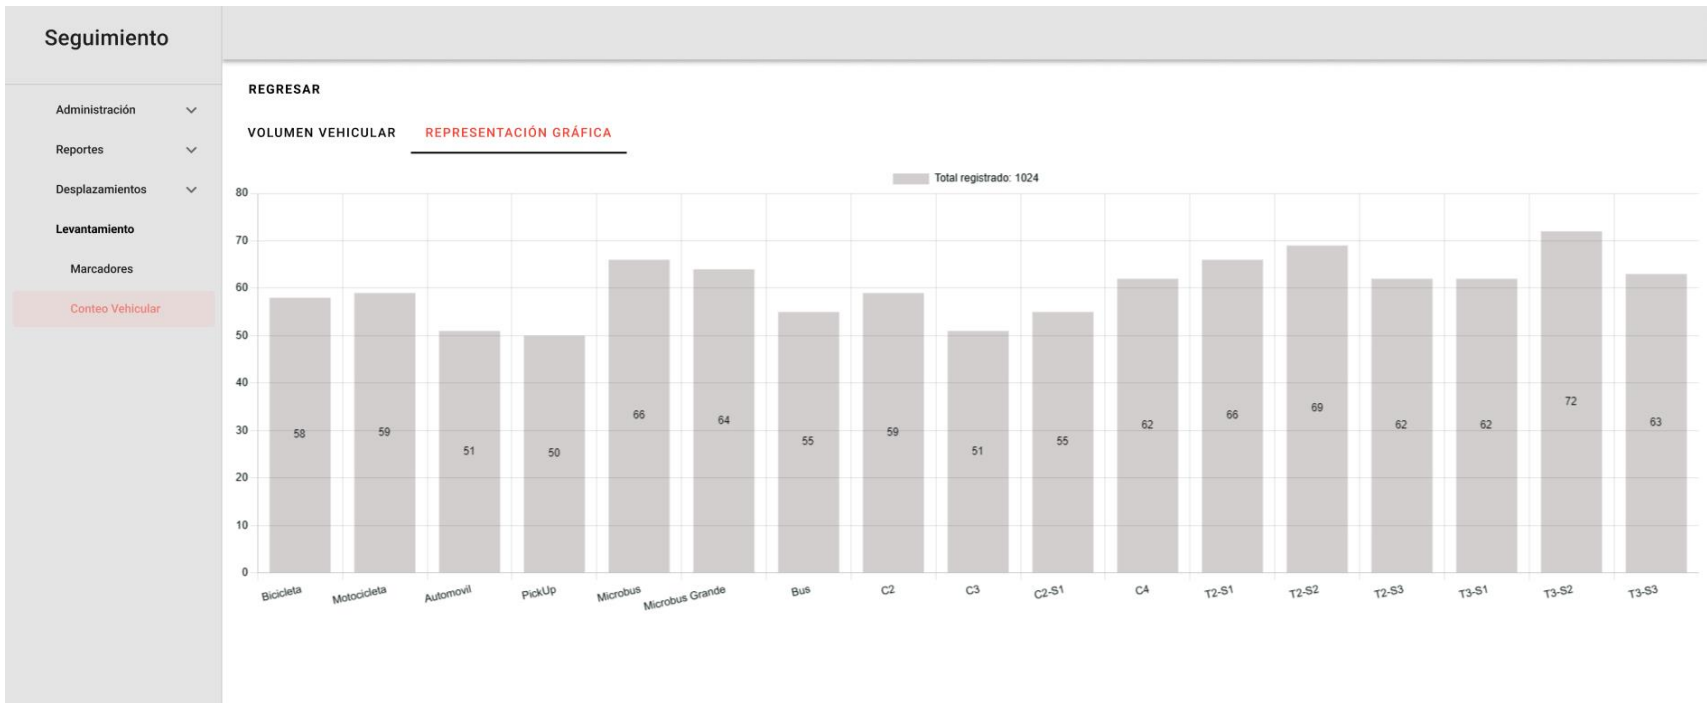 Seguimiento
Administración
Reportes
Desplazamientos
Levantamiento
Marcadores
Conteo Vehicular
REGRESAR
VOLUMEN VEHICULAR REPRESENTACIÓN GRÁFICA
Total registrado: 1024
80
70
60
50
40
30
20
10
0
58 59 51 50 66 64 55 59 51 55 62 66 69 62 62 72 63
Bicicleta Motocicleta Automovil PickUp Microbus Microbus Grande Bus C2 C3 C2-S1 C4 T2-S1 T2-S2 T2-S3 T3-S1 T3-S2 T3-S3